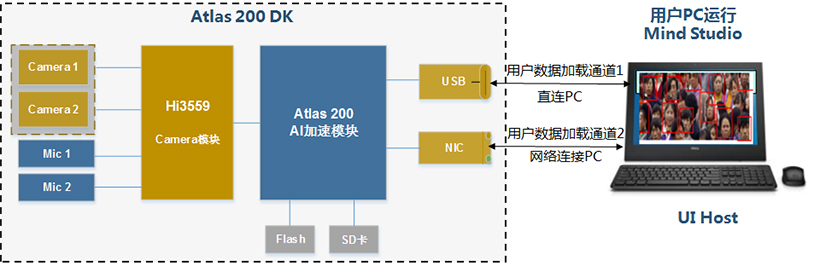 Atlas 200 DK
Camera 1
Camera 2
Mic 1
Mic 2
Hi3559
Camera模块
Atlas 200
AI加速模块
Flash
SD卡
USB
NIC
用户数据加载通道1
直连PC
用户数据加载通道2
网络连接PC
用户PC运行
Mind Studio
UI Host